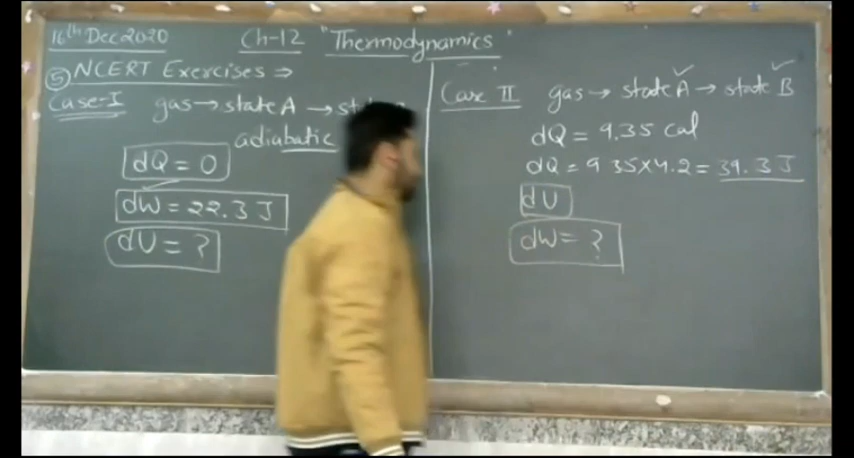 16th Dec 2020 Ch-12 "Thermodynamics"
⑤ NCERT Exercises ⇒
Case-I gas → state A →
adiabatic
dQ = 0
dW = 22.3 J
dU = ?
Case II gas → state A → state B
dQ = 9.35 cal
dQ = 9.35×4.2 = 39.3 J
dU
dW = ?